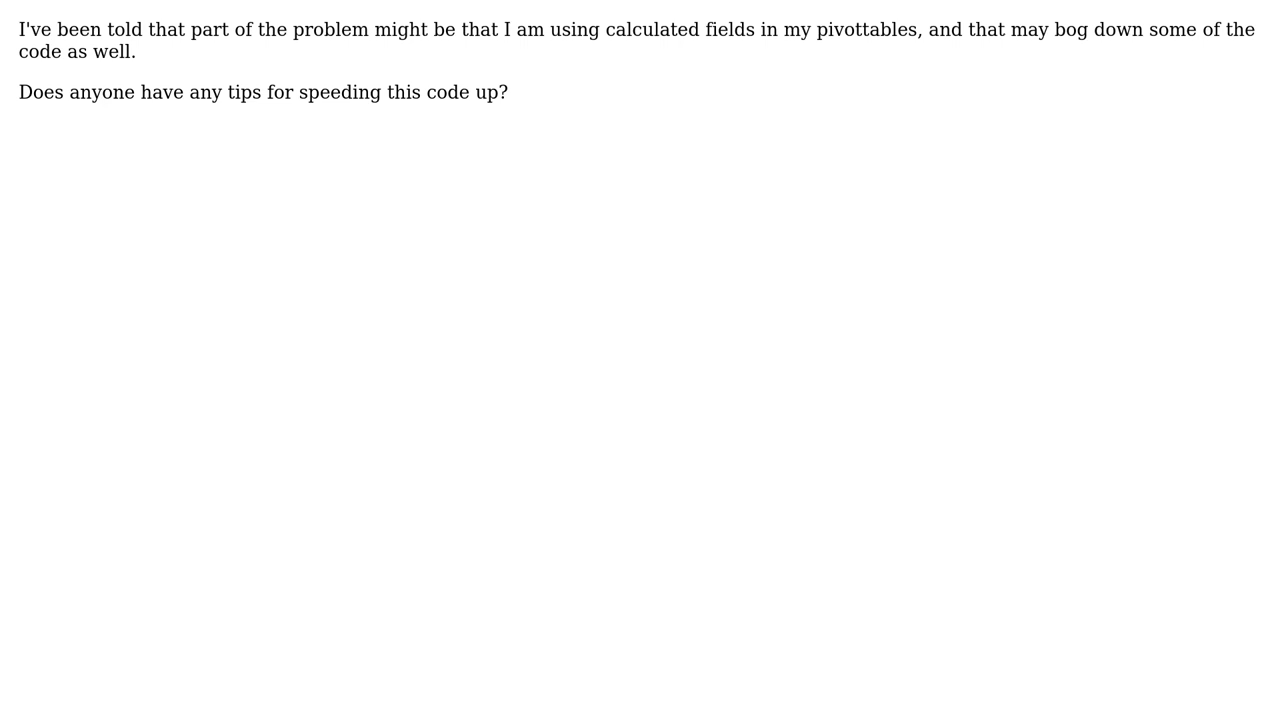 I've been told that part of the problem might be that I am using calculated fields in my pivottables, and that may bog down some of the
code as well.
Does anyone have any tips for speeding this code up?